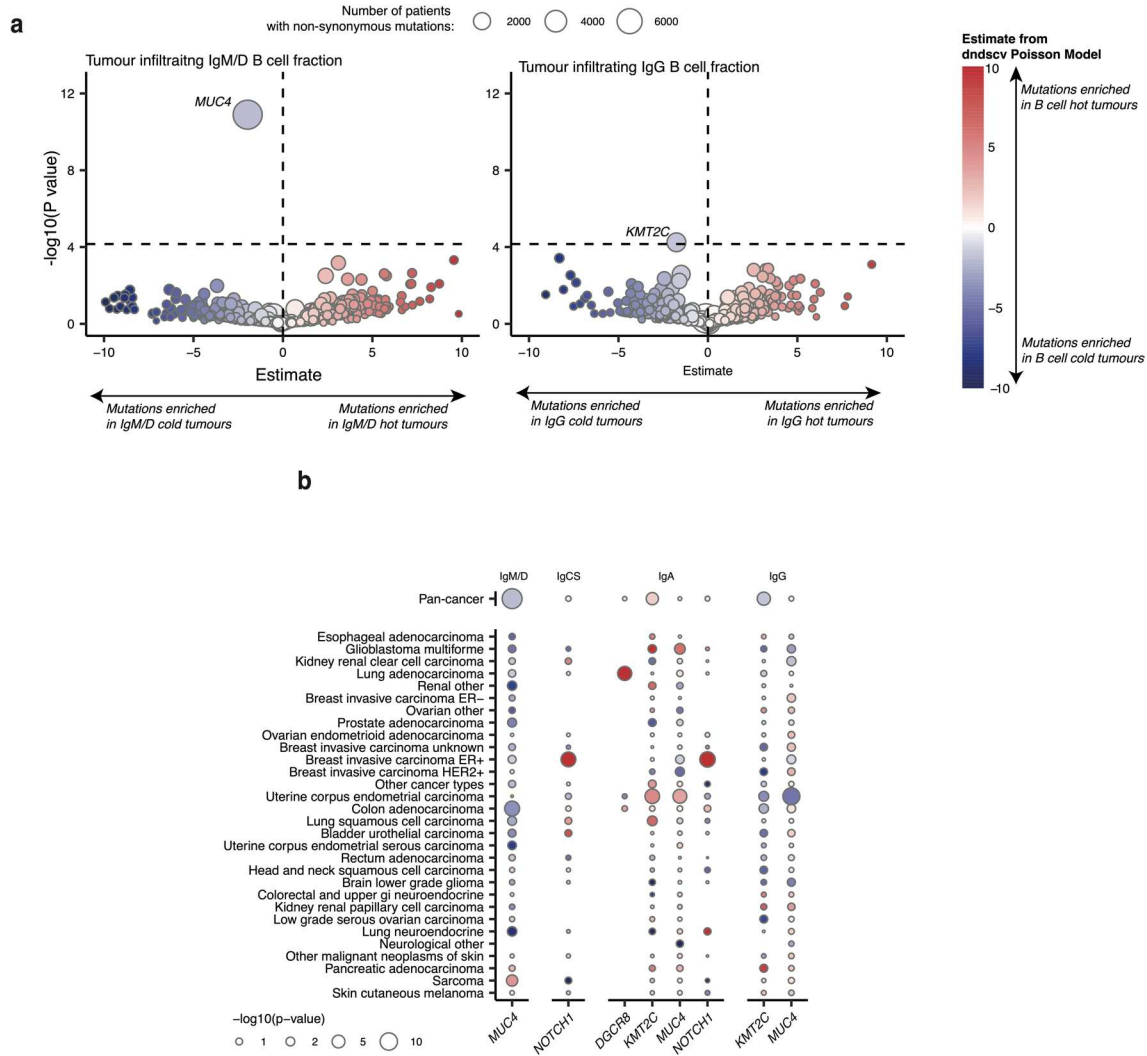 a
Number of patients
with non-synonymous mutations:
2000
4000
6000
Tumour infiltraitng IgM/D B cell fraction
Tumour infiltrating IgG B cell fraction
Estimate from
dndscv Poisson Model
10
5
0
−5
−10
Mutations enriched
in B cell hot tumours
Mutations enriched
in B cell cold tumours
-log10(P value)
12
8
4
0
MUC4
−10
−5
0
5
10
Estimate
Mutations enriched
in IgM/D cold tumours
Mutations enriched
in IgM/D hot tumours
12
8
4
0
KMT2C
−10
−5
0
5
10
Estimate
Mutations enriched
in IgG cold tumours
Mutations enriched
in IgG hot tumours
b
IgM/D
IgCS
IgA
IgG
Pan-cancer
Esophageal adenocarcinoma
Glioblastoma multiforme
Kidney renal clear cell carcinoma
Lung adenocarcinoma
Renal other
Breast invasive carcinoma ER−
Ovarian other
Prostate adenocarcinoma
Ovarian endometrioid adenocarcinoma
Breast invasive carcinoma unknown
Breast invasive carcinoma ER+
Breast invasive carcinoma HER2+
Other cancer types
Uterine corpus endometrial carcinoma
Colon adenocarcinoma
Lung squamous cell carcinoma
Bladder urothelial carcinoma
Uterine corpus endometrial serous carcinoma
Rectum adenocarcinoma
Head and neck squamous cell carcinoma
Brain lower grade glioma
Colorectal and upper gi neuroendocrine
Kidney renal papillary cell carcinoma
Low grade serous ovarian carcinoma
Lung neuroendocrine
Neurological other
Other malignant neoplasms of skin
Pancreatic adenocarcinoma
Sarcoma
Skin cutaneous melanoma
MUC4
NOTCH1
DGCR8
KMT2C
MUC4
NOTCH1
KMT2C
MUC4
−log10(p−value)
1
2
5
10